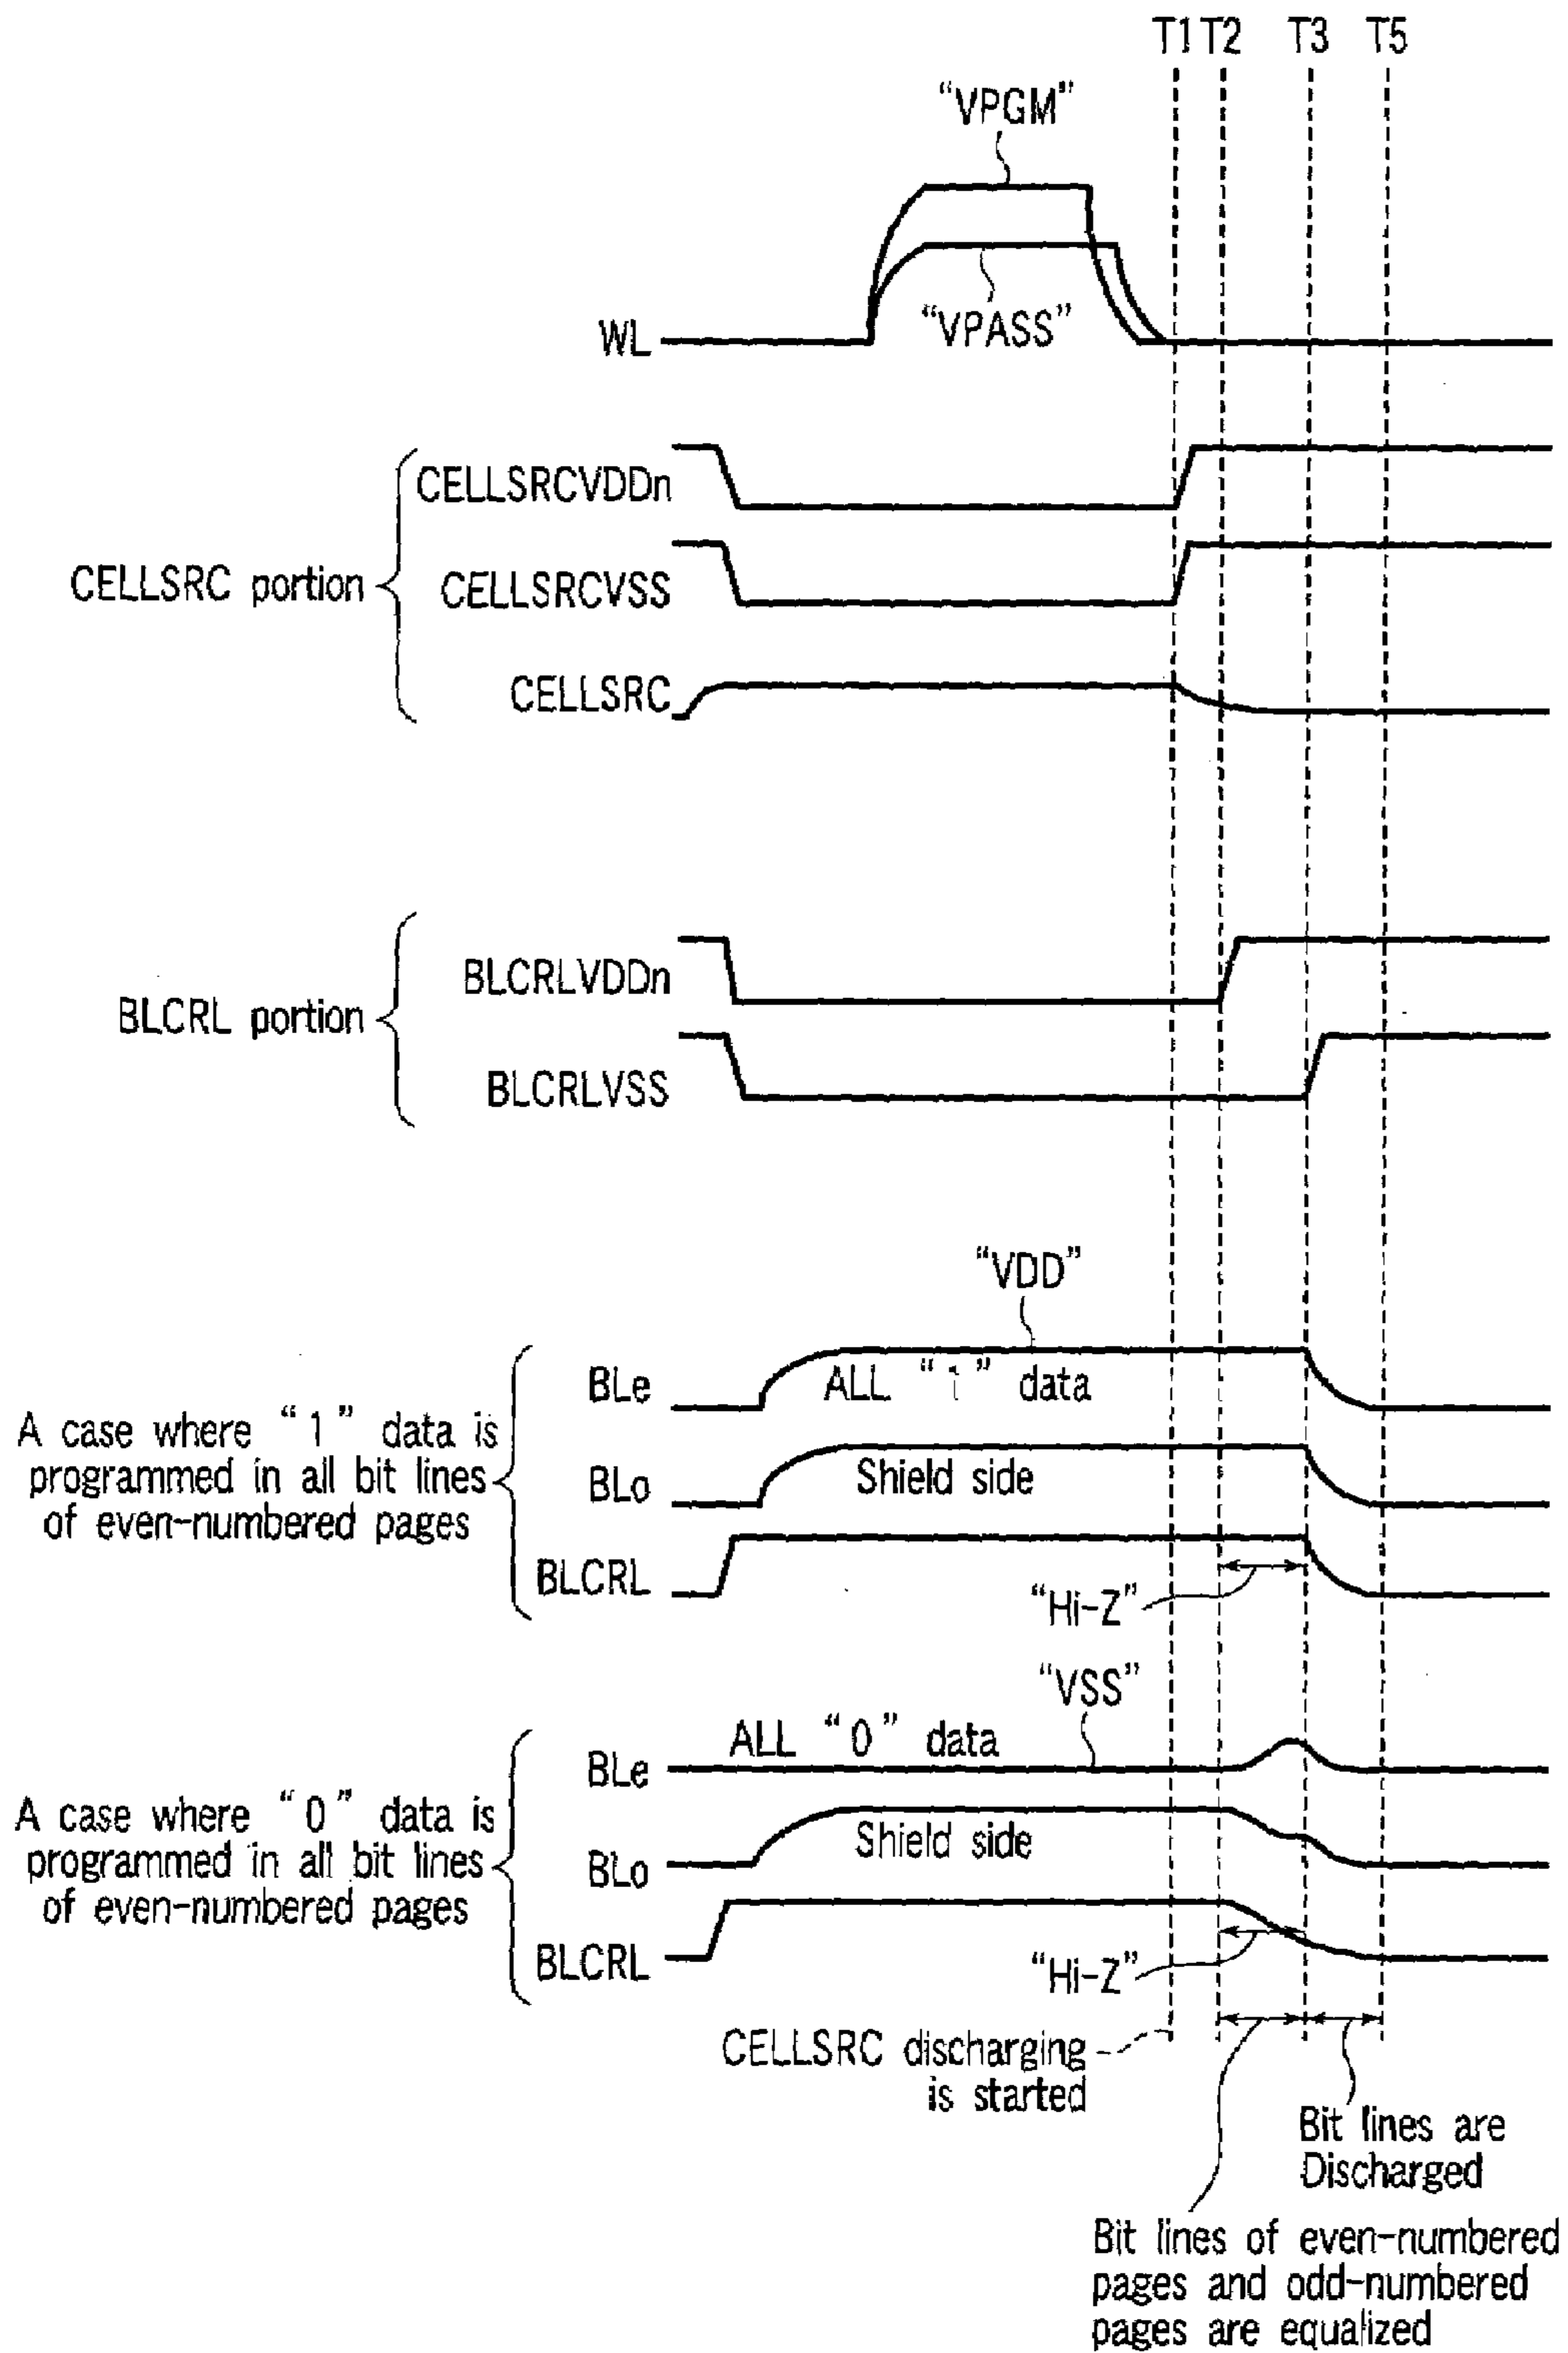 T1 T2 T3 T5
“VPGM”
“VPASS”
WL
CELLSRCVDDn
CELLSRC portion
CELLSRCVSS
CELLSRC
BLCRLVDDn
BLCRL portion
BLCRLVSS
“VDD”
BLe
ALL “1” data
A case where “1” data is
programmed in all bit lines
of even-numbered pages
BLo
Shield side
BLCRL
“Hi-Z”
“VSS”
ALL “0” data
BLe
A case where “0” data is
programmed in all bit lines
of even-numbered pages
Shield side
BLo
BLCRL
“Hi-Z”
CELLSRC discharging
is started
Bit lines are
Discharged
Bit lines of even-numbered
pages and odd-numbered
pages are equalized